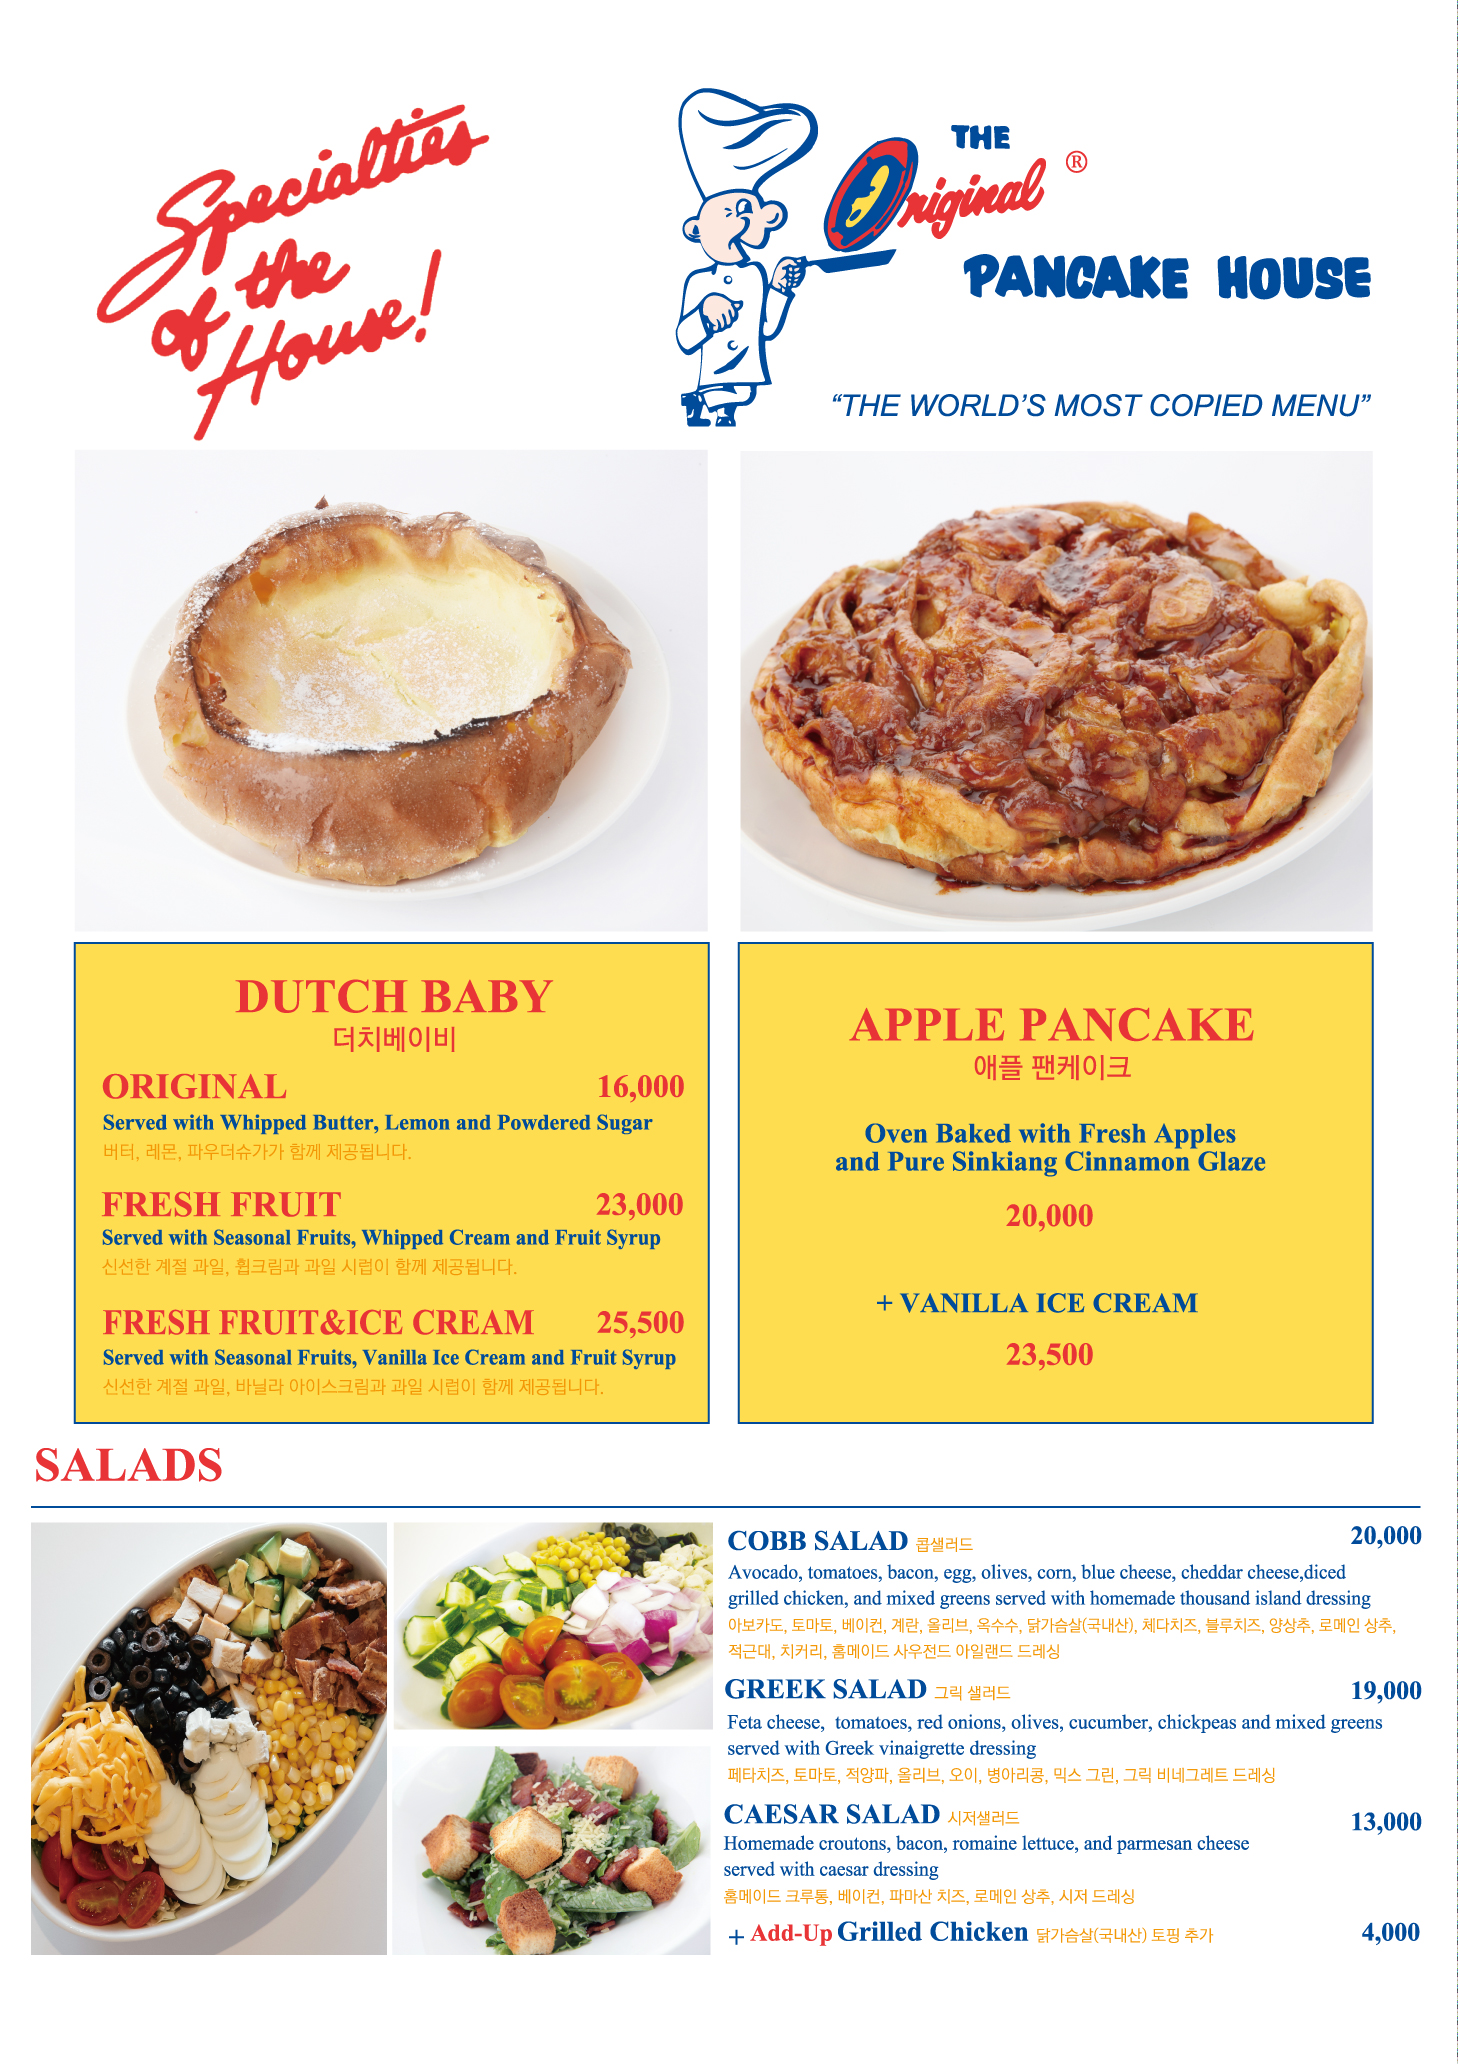 Specialties
of the
House!
THE
Original ®
PANCAKE HOUSE
“THE WORLD’S MOST COPIED MENU”
DUTCH BABY
더치베이비
ORIGINAL 16,000
Served with Whipped Butter, Lemon and Powdered Sugar
버터, 레몬, 파우더슈가가 함께 제공됩니다.
FRESH FRUIT 23,000
Served with Seasonal Fruits, Whipped Cream and Fruit Syrup
신선한 계절 과일, 휩크림과 과일 시럽이 함께 제공됩니다.
FRESH FRUIT&ICE CREAM 25,500
Served with Seasonal Fruits, Vanilla Ice Cream and Fruit Syrup
신선한 계절 과일, 바닐라 아이스크림과 과일 시럽이 함께 제공됩니다.
APPLE PANCAKE
애플 팬케이크
Oven Baked with Fresh Apples
and Pure Sinkiang Cinnamon Glaze
20,000
+ VANILLA ICE CREAM
23,500
SALADS
COBB SALAD 콥샐러드 20,000
Avocado, tomatoes, bacon, egg, olives, corn, blue cheese, cheddar cheese,diced
grilled chicken, and mixed greens served with homemade thousand island dressing
아보카도, 토마토, 베이컨, 계란, 올리브, 옥수수, 닭가슴살(국내산), 체다치즈, 블루치즈, 양상추, 로메인 상추,
적근대, 치커리, 홈메이드 사우전드 아일랜드 드레싱
GREEK SALAD 그릭 샐러드 19,000
Feta cheese, tomatoes, red onions, olives, cucumber, chickpeas and mixed greens
served with Greek vinaigrette dressing
페타치즈, 토마토, 적양파, 올리브, 오이, 병아리콩, 믹스 그린, 그릭 비네그레트 드레싱
CAESAR SALAD 시저샐러드 13,000
Homemade croutons, bacon, romaine lettuce, and parmesan cheese
served with caesar dressing
홈메이드 크루통, 베이컨, 파마산 치즈, 로메인 상추, 시저 드레싱
+ Add-Up Grilled Chicken 닭가슴살(국내산) 토핑 추가 4,000